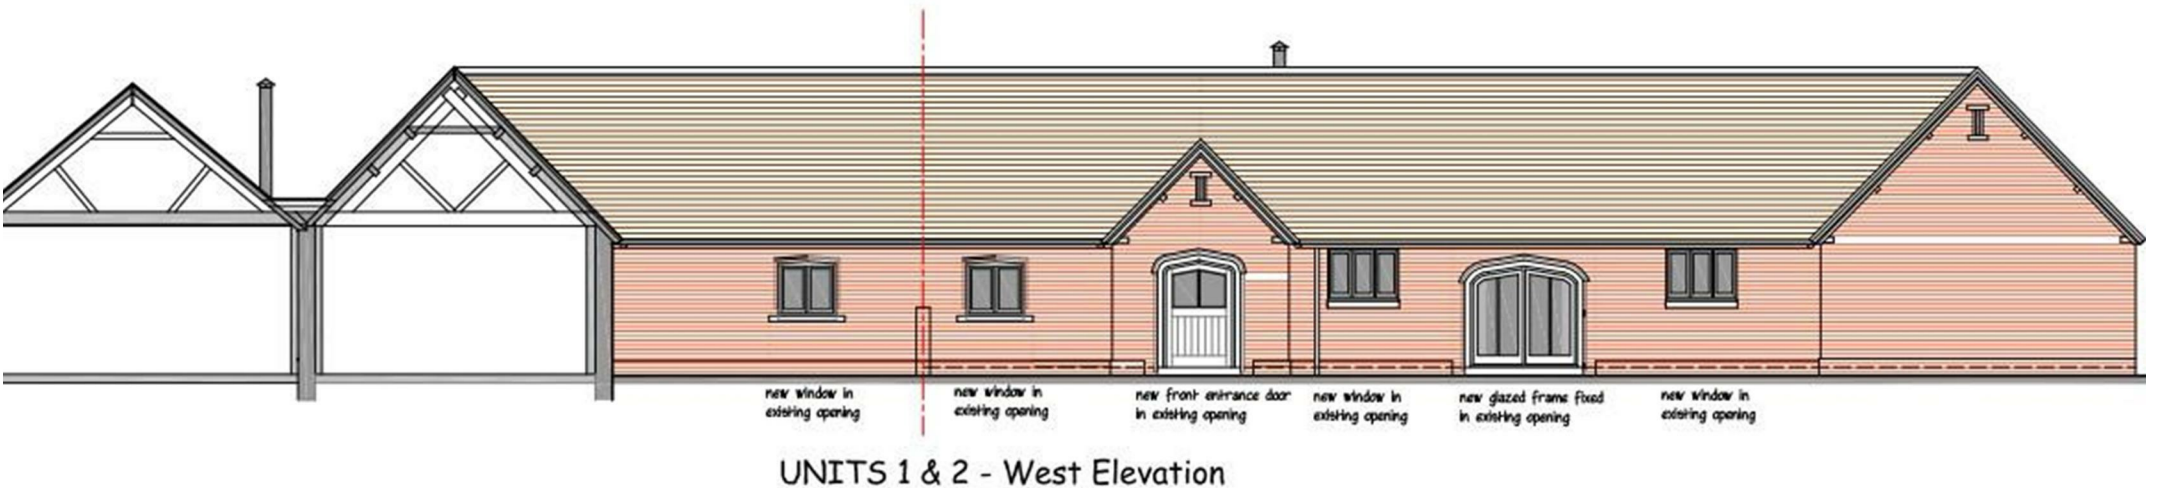 new window in
existing opening
new window in
existing opening
new front entrance door
in existing opening
new window in
existing opening
new glazed frame fixed
in existing opening
new window in
existing opening
UNITS 1 & 2 - West Elevation